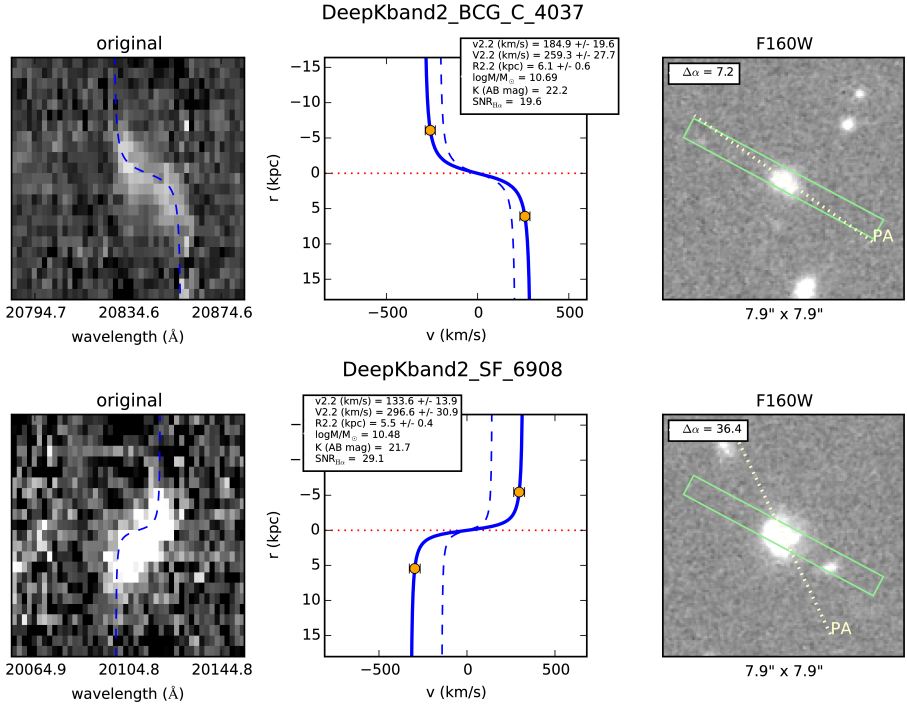 DeepKband2_BCG_C_4037
original
20794.7 20834.6 20874.6
wavelength (Å)
v2.2 (km/s) = 184.9 +/- 19.6
V2.2 (km/s) = 259.3 +/- 27.7
R2.2 (kpc) = 6.1 +/- 0.6
logM/M☉ = 10.69
K (AB mag) = 22.2
SNRHα = 19.6
−15
−10
−5
0
5
10
15
r (kpc)
−500 0 500
v (km/s)
F160W
Δα = 7.2
PA
7.9" x 7.9"
DeepKband2_SF_6908
original
20064.9 20104.8 20144.8
wavelength (Å)
v2.2 (km/s) = 133.6 +/- 13.9
V2.2 (km/s) = 296.6 +/- 30.9
R2.2 (kpc) = 5.5 +/- 0.4
logM/M☉ = 10.48
K (AB mag) = 21.7
SNRHα = 29.1
−5
0
5
10
15
r (kpc)
−500 0 500
v (km/s)
F160W
Δα = 36.4
PA
7.9" x 7.9"